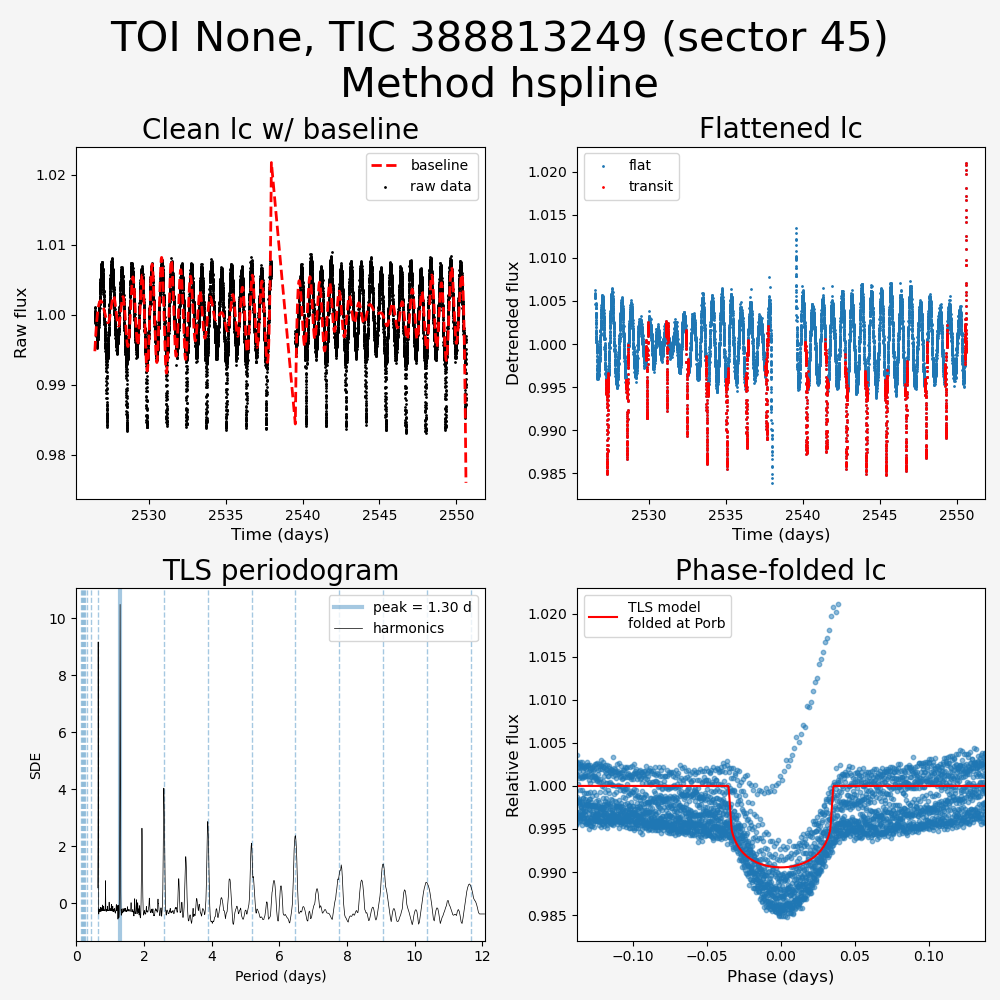 TOI None, TIC 388813249 (sector 45)
Method hspline
Clean lc w/ baseline
Flattened lc
baseline
raw data
flat
transit
1.02
1.01
1.00
0.99
0.98
Raw flux
2530
2535
2540
2545
2550
Time (days)
1.020
1.015
1.010
1.005
1.000
0.995
0.990
0.985
Detrended flux
2530
2535
2540
2545
2550
Time (days)
TLS periodogram
Phase-folded lc
peak = 1.30 d
harmonics
TLS model
folded at Porb
10
8
6
4
2
0
SDE
0
2
4
6
8
10
12
Period (days)
1.020
1.015
1.010
1.005
1.000
0.995
0.990
0.985
Relative flux
−0.10
−0.05
0.00
0.05
0.10
Phase (days)